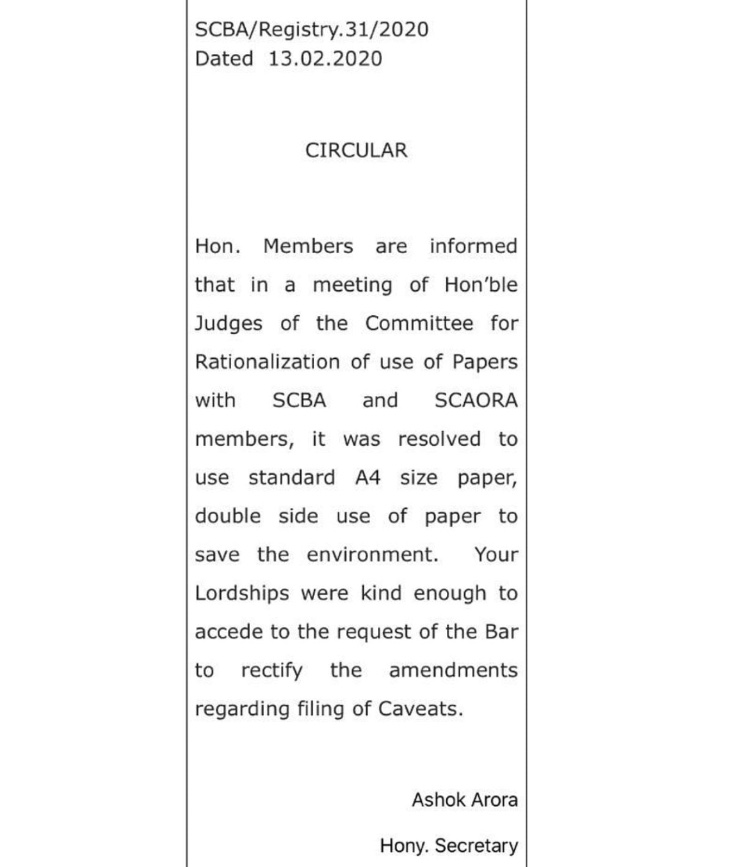 SCBA/Registry.31/2020
Dated 13.02.2020
CIRCULAR
Hon. Members are informed
that in a meeting of Hon'ble
Judges of the Committee for
Rationalization of use of Papers
with SCBA and SCAORA
members, it was resolved to
use standard A4 size paper,
double side use of paper to
save the environment. Your
Lordships were kind enough to
accede to the request of the Bar
to rectify the amendments
regarding filing of Caveats.
Ashok Arora
Hony. Secretary